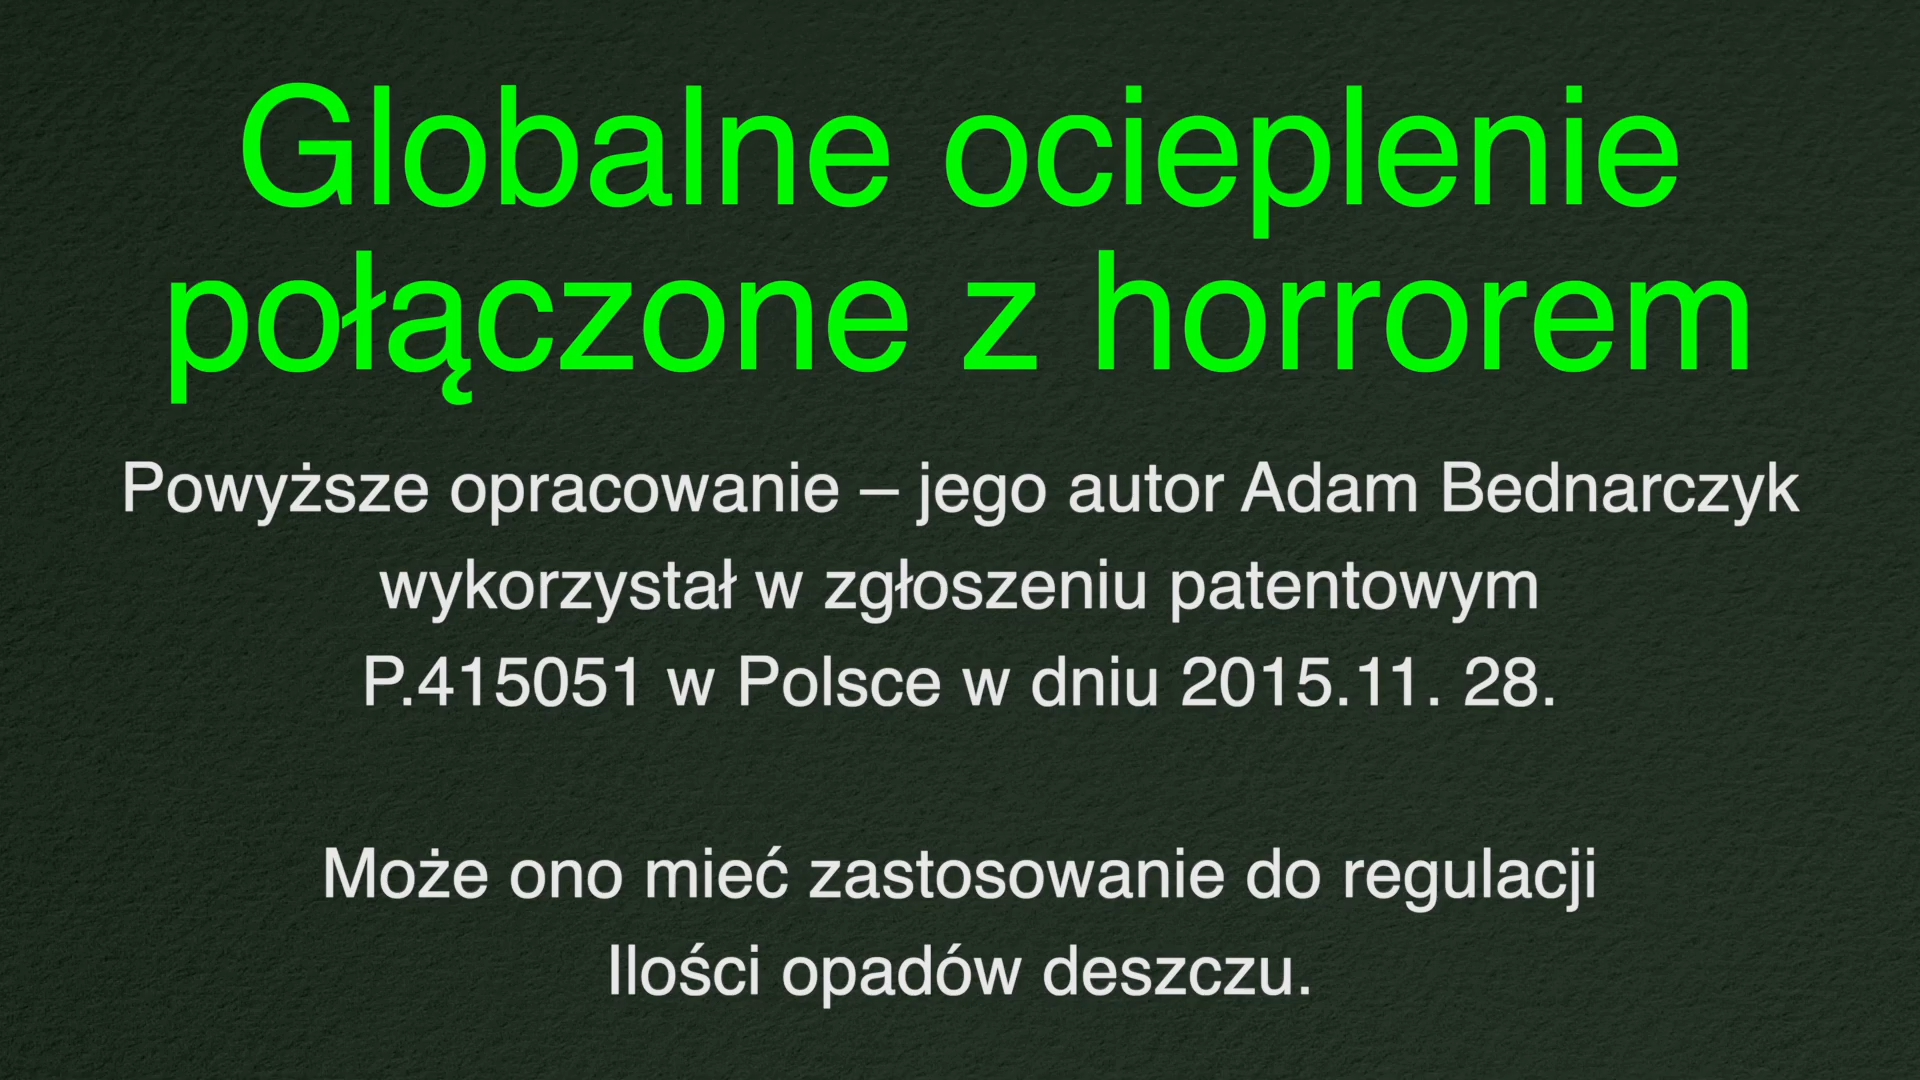 Globalne ocieplenie
połączone z horrorem
Powyższe opracowanie – jego autor Adam Bednarczyk
wykorzystał w zgłoszeniu patentowym
P.415051 w Polsce w dniu 2015.11. 28.
Może ono mieć zastosowanie do regulacji
Ilości opadów deszczu.